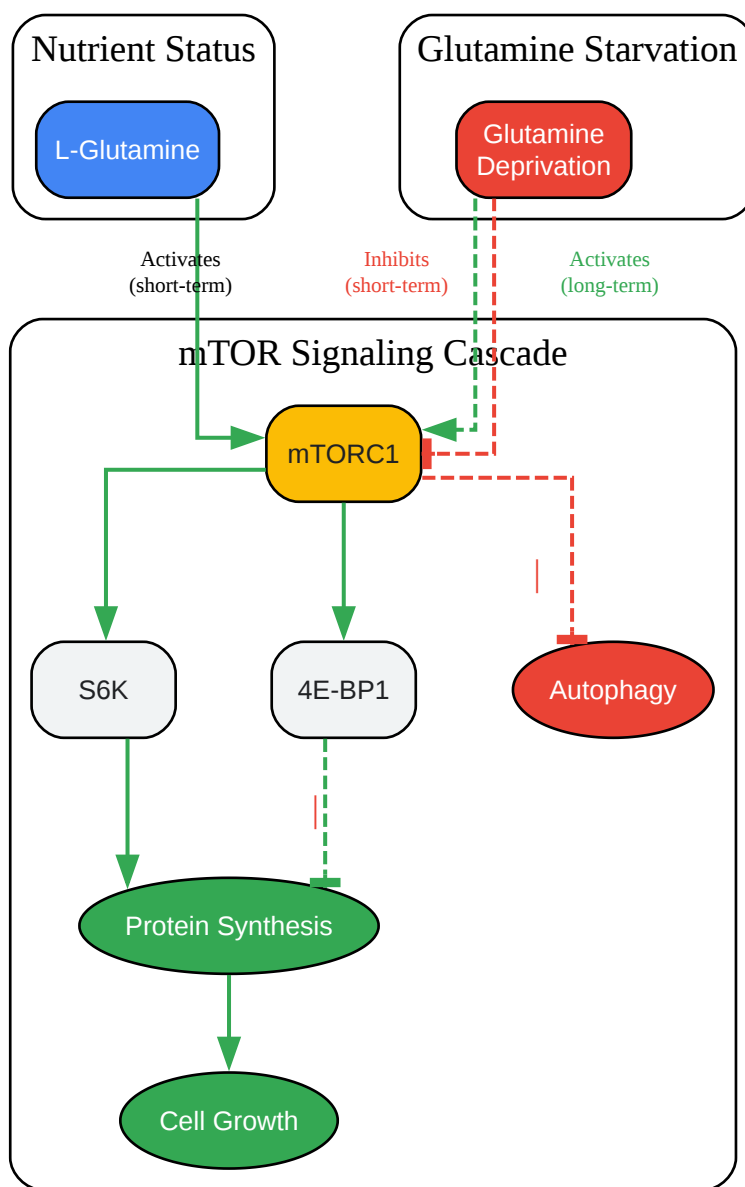 Nutrient Status
Glutamine Starvation
L-Glutamine
Glutamine
Deprivation
Activates
(short-term)
Inhibits
(short-term)
Activates
(long-term)
mTOR Signaling Cascade
mTORC1
S6K
4E-BP1
Autophagy
Protein Synthesis
Cell Growth